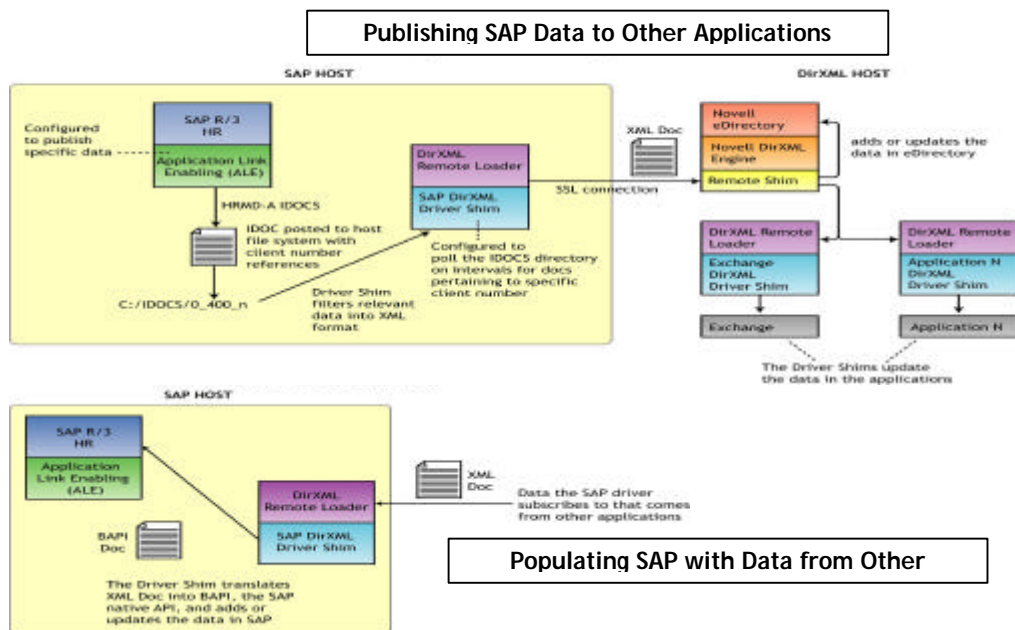 Publishing SAP Data to Other Applications
SAP HOST
DirXML HOST
Configured
to publish
specific data
SAP R/3
HR
Application Link
Enabling (ALE)
HRMD-A IDOCS
IDOC posted to host
file system with
client number
references
C:/IDOCS/0_400_n
Driver Shim
filters relevant
data into XML
format
DirXML
Remote Loader
SAP DirXML
Driver Shim
Configured to
poll the IDOCS directory
on intervals for docs
pertaining to specific
client number
XML Doc
SSL connection
Novell
eDirectory
Novell DirXML
Engine
Remote Shim
adds or updates the
data in eDirectory
DirXML Remote
Loader
Exchange
DirXML
Driver Shim
Exchange
DirXML Remote
Loader
Application N
DirXML
Driver Shim
Application N
The Driver Shims update
the data in the applications
SAP HOST
SAP R/3
HR
Application
Link Enabling
(ALE)
BAPI
Doc
DirXML
Remote Loader
SAP DirXML
Driver Shim
The Driver Shim translates
XML Doc into BAPI, the SAP
native API, and adds or
updates the data in SAP
XML
Doc
Data the SAP driver
subscribes to that comes
from other applications
Populating SAP with Data from Other